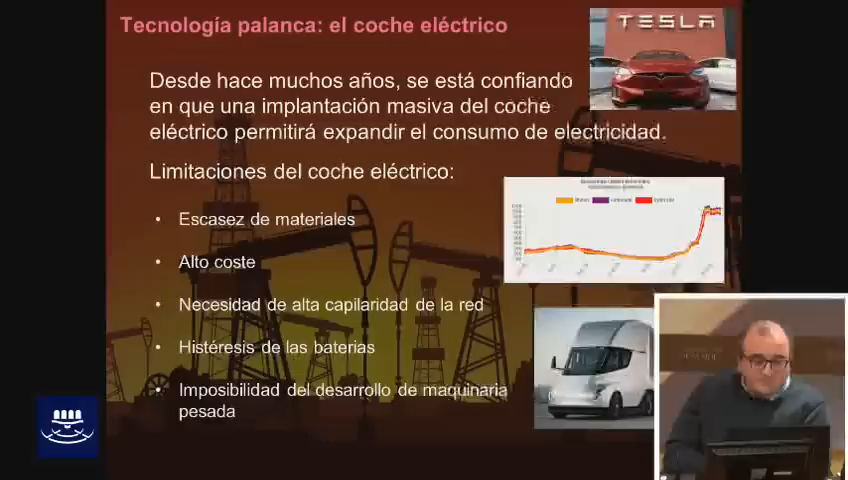 Tecnología palanca: el coche eléctrico
TESLA
Desde hace muchos años, se está confiando
en que una implantación masiva del coche
eléctrico permitirá expandir el consumo de electricidad.
Limitaciones del coche eléctrico:
• Escasez de materiales
• Alto coste
• Necesidad de alta capilaridad de la red
• Histéresis de las baterias
• Imposibilidad del desarrollo de maquinaria
pesada